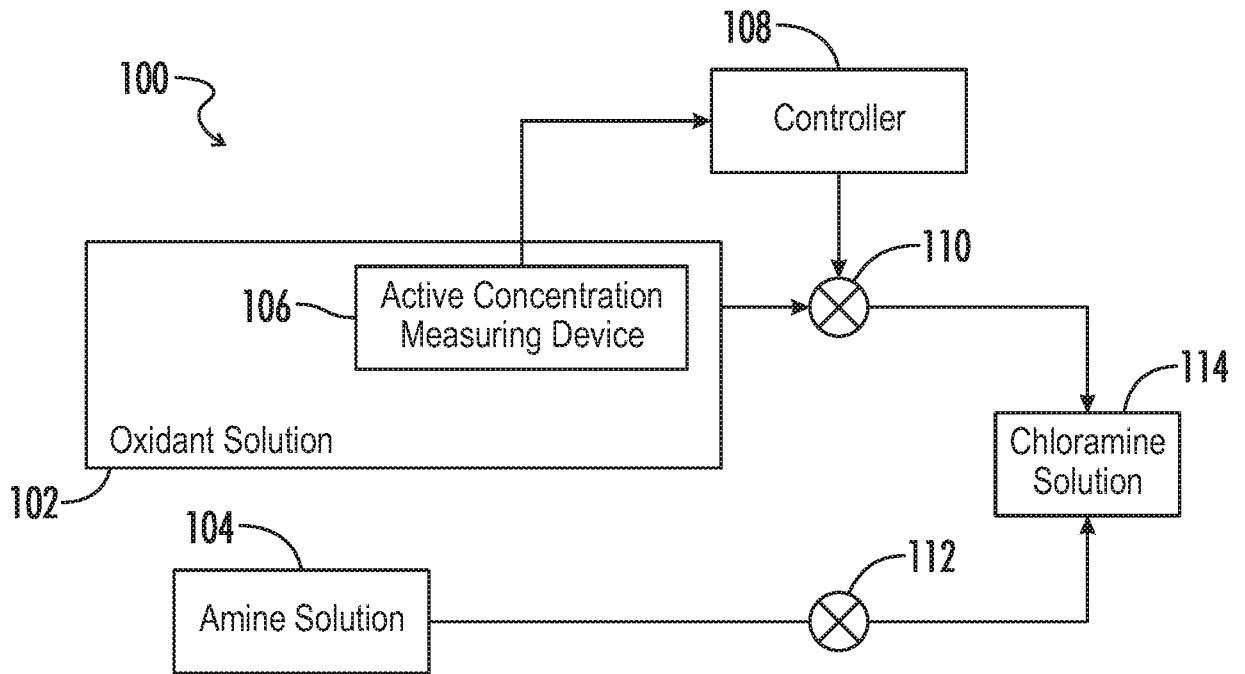 108
100
Controller
110
106
Active Concentration
Measuring Device
114
Oxidant Solution
Chloramine
Solution
102
104
112
Amine Solution